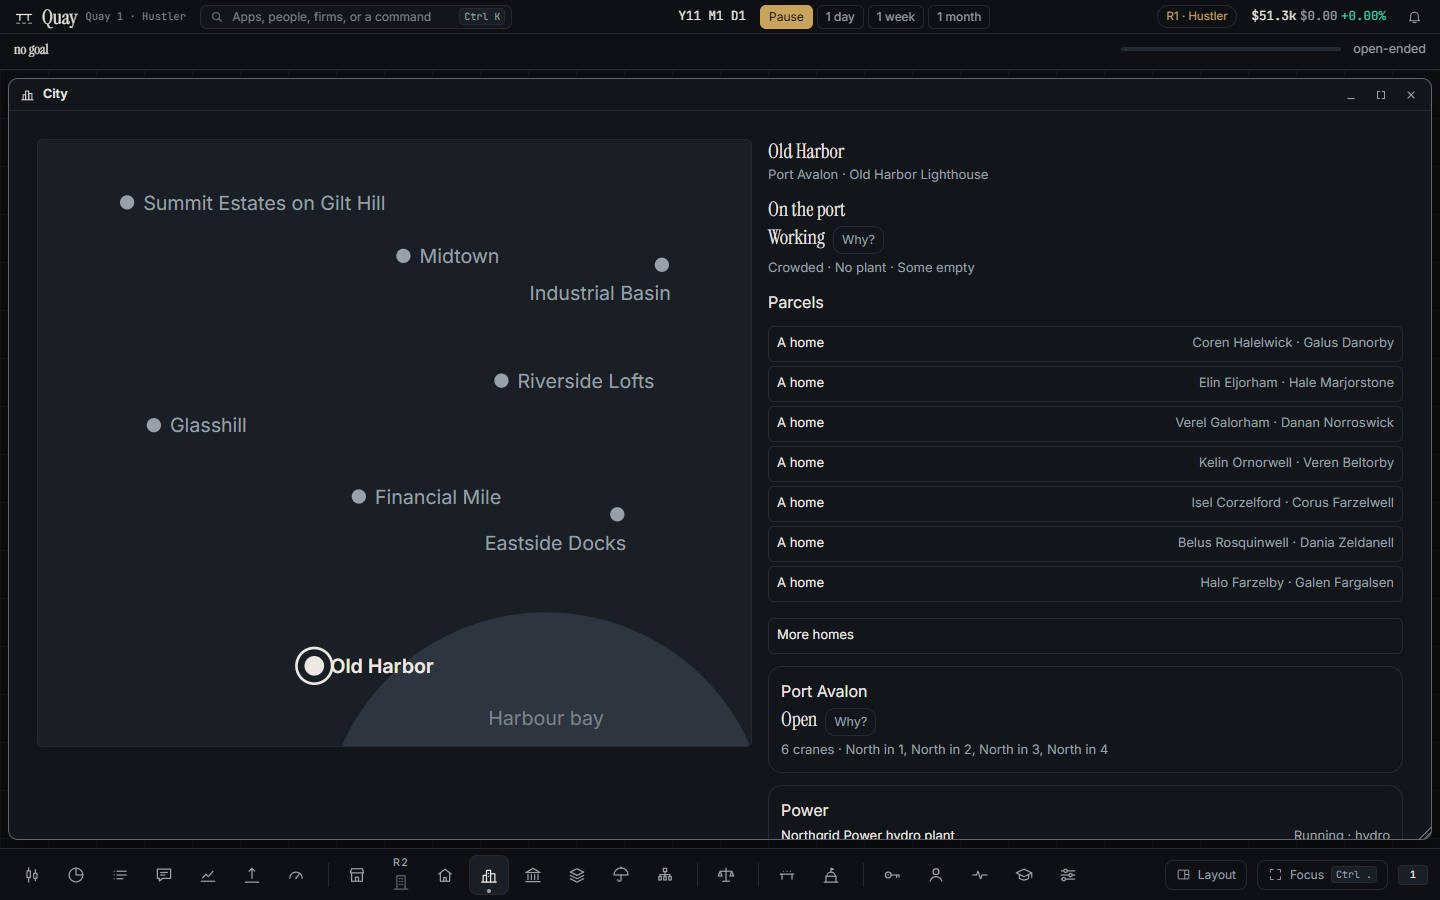 Quay
Quay 1 · Hustler
Apps, people, firms, or a command
Ctrl K
Y11 M1 D1
Pause
1 day
1 week
1 month
R1 · Hustler
$51.3k $0.00 +0.00%
no goal
open-ended
City
Summit Estates on Gilt Hill
Midtown
Industrial Basin
Riverside Lofts
Glasshill
Financial Mile
Eastside Docks
Old Harbor
Harbour bay
Old Harbor
Port Avalon · Old Harbor Lighthouse
On the port
Working Why?
Crowded · No plant · Some empty
Parcels
A home Coren Halelwick · Galus Danorby
A home Elin Eljorham · Hale Marjorstone
A home Verel Galorham · Danan Norroswick
A home Kelin Ornorwell · Veren Beltorby
A home Isel Corzelford · Corus Farzelwell
A home Belus Rosquinwell · Dania Zeldanell
A home Halo Farzelby · Galen Fargalsen
More homes
Port Avalon
Open Why?
6 cranes · North in 1, North in 2, North in 3, North in 4
Power
Northgrid Power hydro plant Running · hydro
R2
Layout
Focus Ctrl .
1